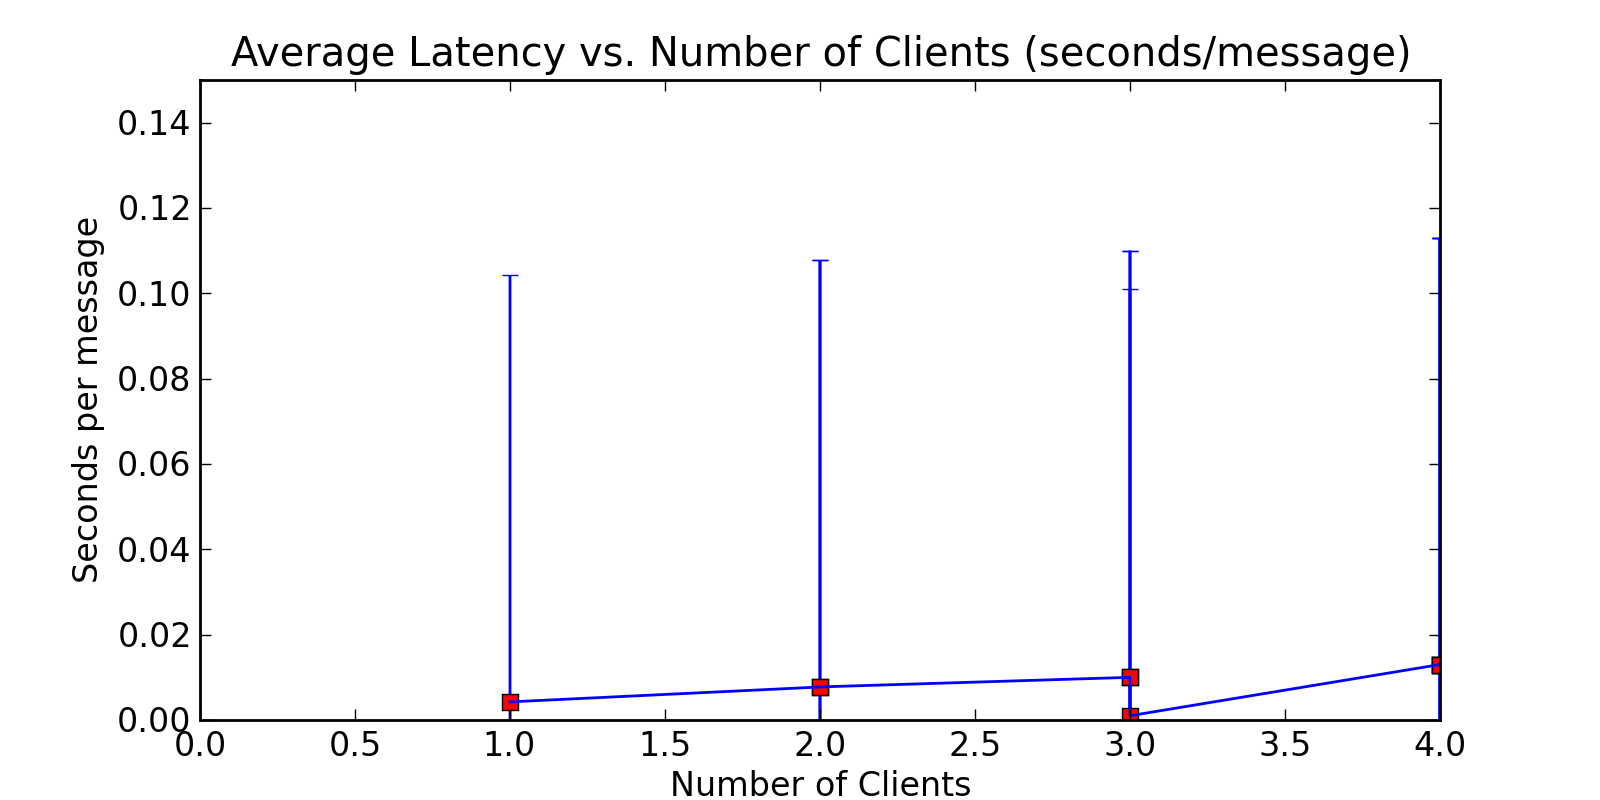 Average Latency vs. Number of Clients (seconds/message)
0.14
0.12
0.10
0.08
0.06
0.04
0.02
0.00
Seconds per message
0.0 0.5 1.0 1.5 2.0 2.5 3.0 3.5 4.0
Number of Clients